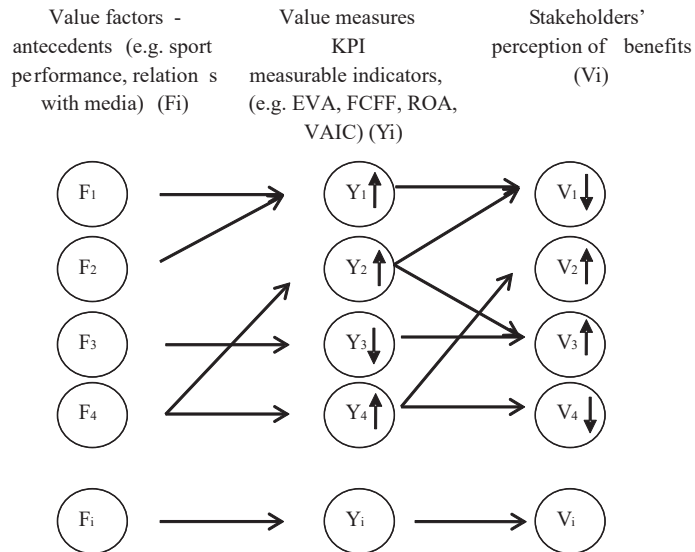 Value factors -
antecedents (e.g. sport
performance, relation s
with media) (Fi)
Value measures
KPI
measurable indicators,
(e.g. EVA, FCFF, ROA,
VAIC) (Yi)
Stakeholders’
perception of benefits
(Vi)
F1 Y1 V1
F2 Y2 V2
F3 Y3 V3
F4 Y4 V4
Fi Yi Vi